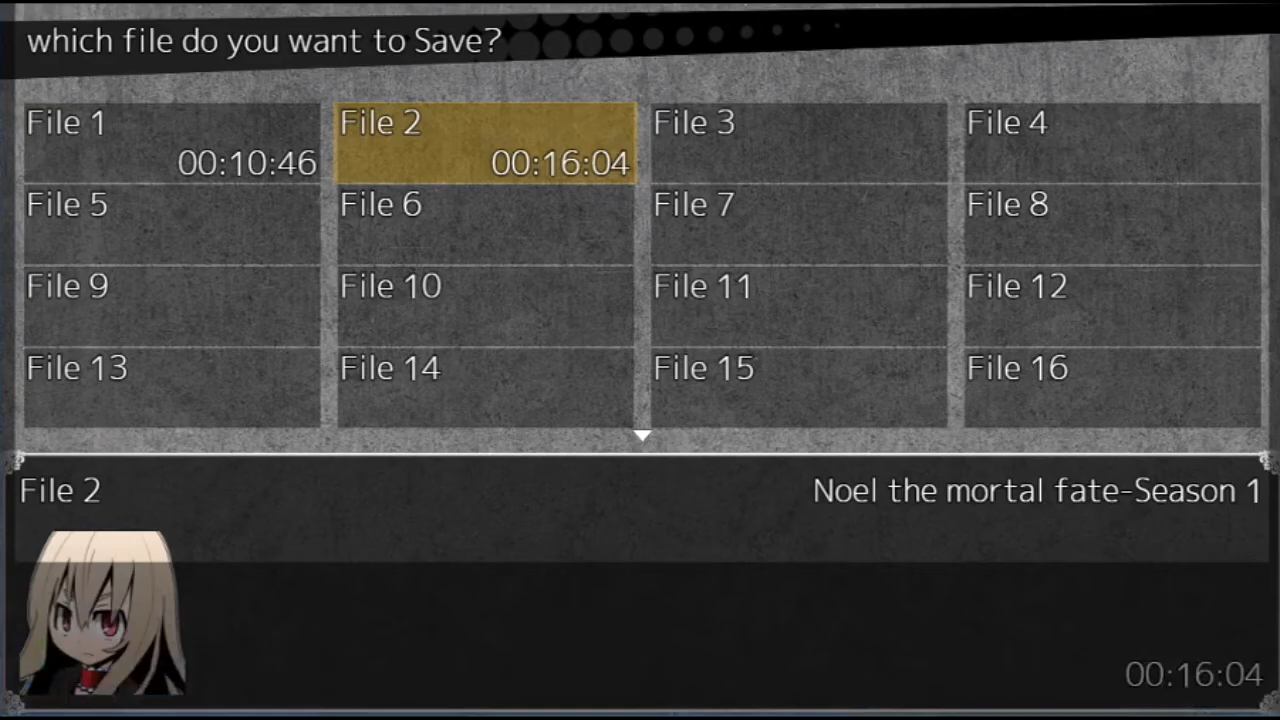 which file do you want to Save?
File 1
File 2
File 3
File 4
00:10:46
00:16:04
File 5
File 6
File 7
File 8
File 9
File 10
File 11
File 12
File 13
File 14
File 15
File 16
File 2
Noel the mortal fate-Season 1
00:16:04